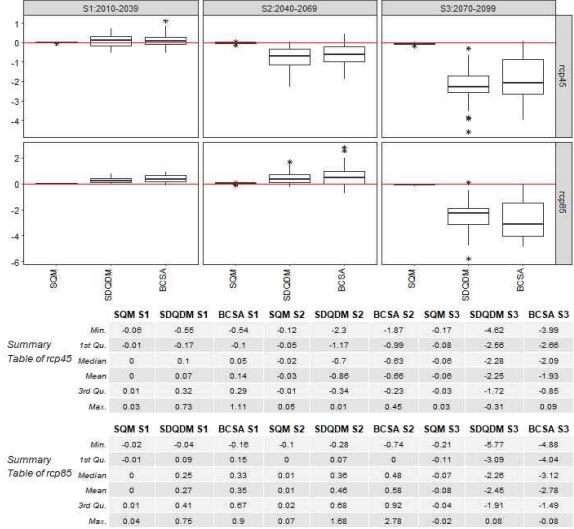 S1:2010-2039 S2:2040-2069 S3:2070-2099
1
0
-1
-2
-3
-4
rcp45
2
0
-2
-4
-6
rcp85
SQM SDQDM BCSA SQM SDQDM BCSA SQM SDQDM BCSA
SQM S1 SDQDM S1 BCSA S1 SQM S2 SDQDM S2 BCSA S2 SQM S3 SDQDM S3 BCSA S3
Min. -0.06 -0.55 -0.54 -0.12 -2.3 -1.87 -0.17 -4.62 -3.99
Summary 1st Qu. -0.01 -0.17 -0.1 -0.05 -1.17 -0.99 -0.08 -2.56 -2.66
Table of rcp45 Median 0 0.1 0.05 -0.02 -0.7 -0.63 -0.06 -2.28 -2.09
Mean 0 0.07 0.14 -0.03 -0.86 -0.66 -0.06 -2.25 -1.93
3rd Qu. 0.01 0.32 0.29 -0.01 -0.34 -0.23 -0.03 -1.72 -0.85
Max. 0.03 0.73 1.11 0.05 0.01 0.45 0.03 -0.31 0.09
SQM S1 SDQDM S1 BCSA S1 SQM S2 SDQDM S2 BCSA S2 SQM S3 SDQDM S3 BCSA S3
Min. -0.02 -0.04 -0.16 -0.1 -0.28 -0.74 -0.21 -5.77 -4.88
Summary 1st Qu. -0.01 0.09 0.15 0 0.07 0 -0.11 -3.09 -4.04
Table of rcp85 Median 0 0.25 0.33 0.01 0.36 0.48 -0.07 -2.26 -3.12
Mean 0 0.27 0.35 0.01 0.46 0.58 -0.08 -2.45 -2.78
3rd Qu. 0.01 0.41 0.67 0.02 0.68 0.92 -0.04 -1.91 -1.49
Max. 0.04 0.75 0.9 0.07 1.68 2.78 -0.02 0.08 -0.08